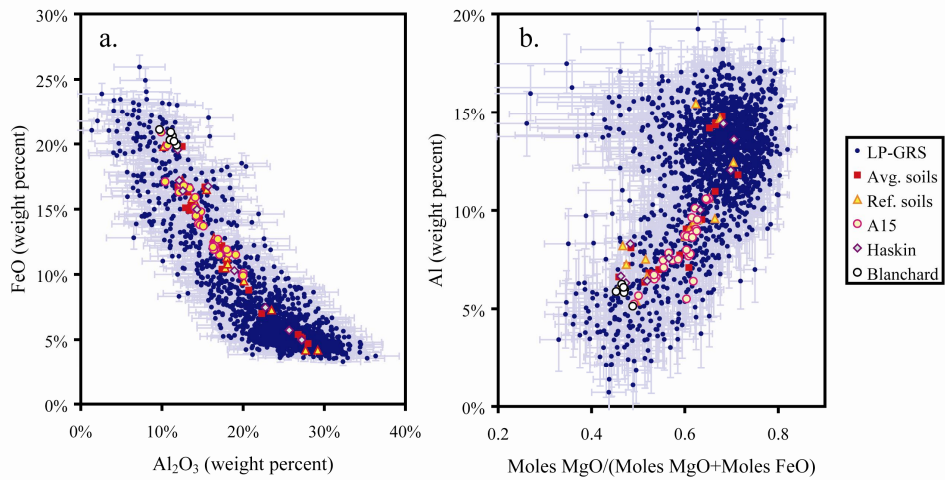 a.
30%
25%
20%
15%
10%
5%
0%
FeO (weight percent)
0% 10% 20% 30% 40%
Al₂O₃ (weight percent)
b.
20%
15%
10%
5%
0%
Al (weight percent)
0.2 0.4 0.6 0.8
Moles MgO/(Moles MgO+Moles FeO)
LP-GRS
Avg. soils
Ref. soils
A15
Haskin
Blanchard